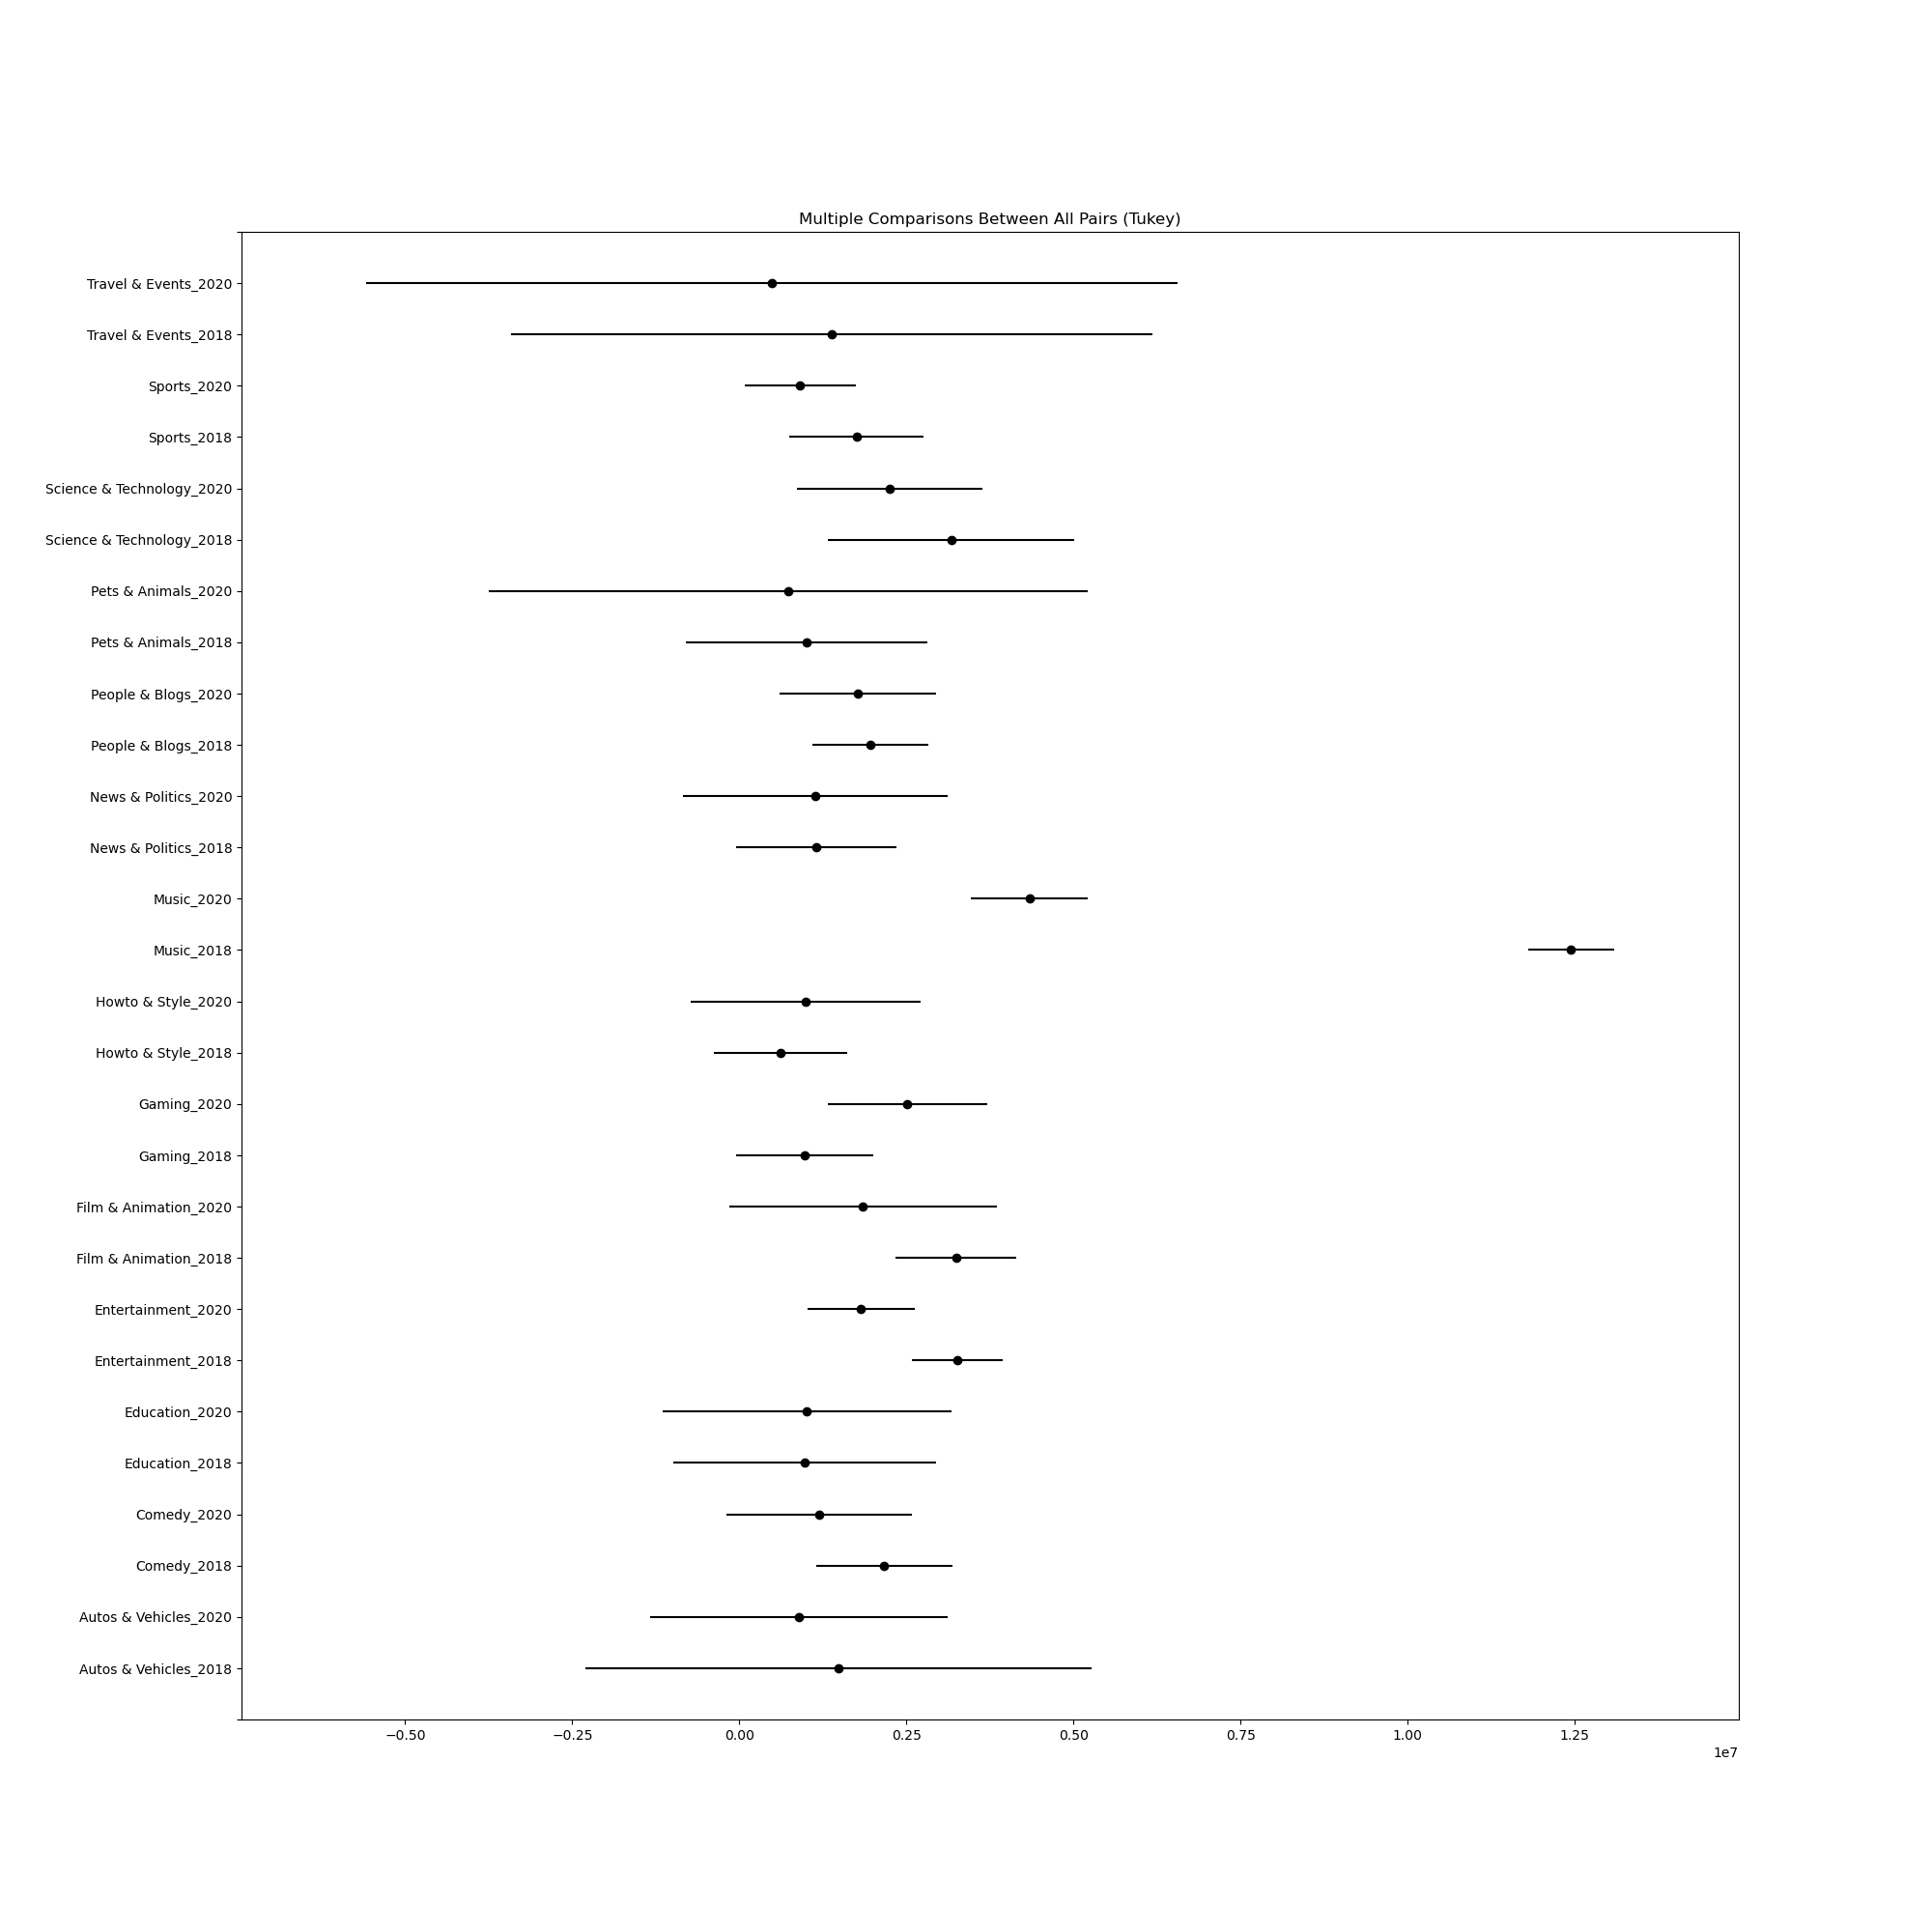 Multiple Comparisons Between All Pairs (Tukey)
Travel & Events_2020
Travel & Events_2018
Sports_2020
Sports_2018
Science & Technology_2020
Science & Technology_2018
Pets & Animals_2020
Pets & Animals_2018
People & Blogs_2020
People & Blogs_2018
News & Politics_2020
News & Politics_2018
Music_2020
Music_2018
Howto & Style_2020
Howto & Style_2018
Gaming_2020
Gaming_2018
Film & Animation_2020
Film & Animation_2018
Entertainment_2020
Entertainment_2018
Education_2020
Education_2018
Comedy_2020
Comedy_2018
Autos & Vehicles_2020
Autos & Vehicles_2018
−0.50 −0.25 0.00 0.25 0.50 0.75 1.00 1.25
1e7